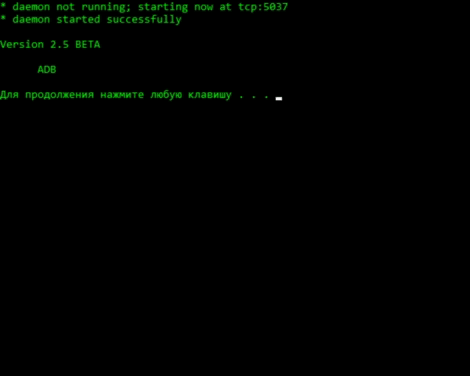 * daemon not running; starting now at tcp:5037
* daemon started successfully
Version 2.5 BETA
ADB
Для продолжения нажмите любую клавишу . . .